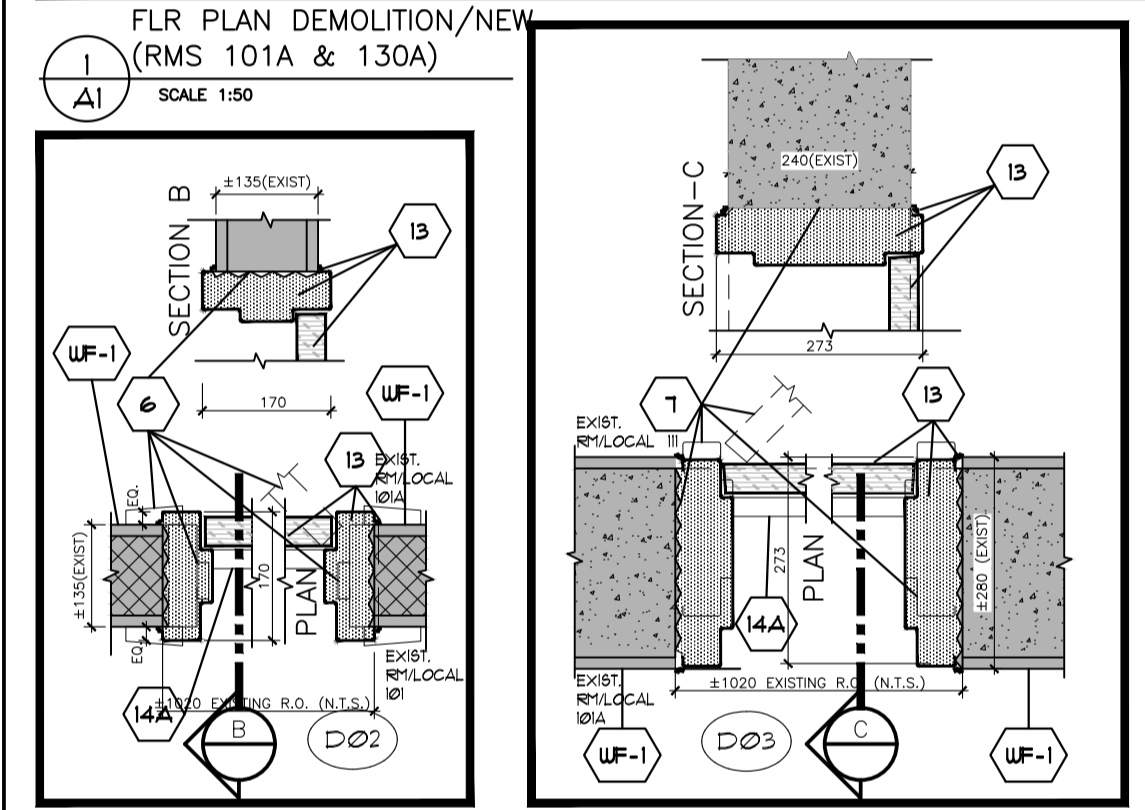 FLR PLAN DEMOLITION/NEW
(RMS 101A & 130A)
1
A1
SCALE 1:50
SECTION B
±135(EXIST)
13
WF-1
6
170
WF-1
13
EXIST.
RM/LOCAL
101A
EQ.
±135(EXIST)
170
PLAN
EQ.
EXIST.
RM/LOCAL
101
±1020 EXISTING R.O. (N.T.S.)
14A
B
D02
SECTION-C
240(EXIST)
13
273
7
13
EXIST.
RM/LOCAL 111
273
PLAN
±280 (EXIST)
14A
EXIST.
RM/LOCAL
101A
±1020 EXISTING R.O. (N.T.S.)
WF-1
D03
C
WF-1